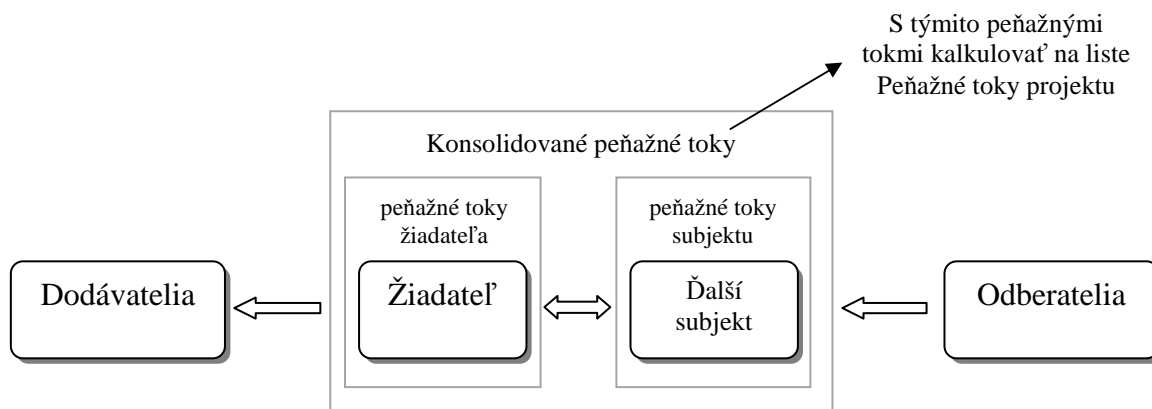 S týmito peňažnými
tokmi kalkulovať na liste
Peňažné toky projektu
Konsolidované peňažné toky
peňažné toky
žiadateľa
peňažné toky
subjektu
Dodávatelia
Žiadateľ
Ďalší
subjekt
Odberatelia